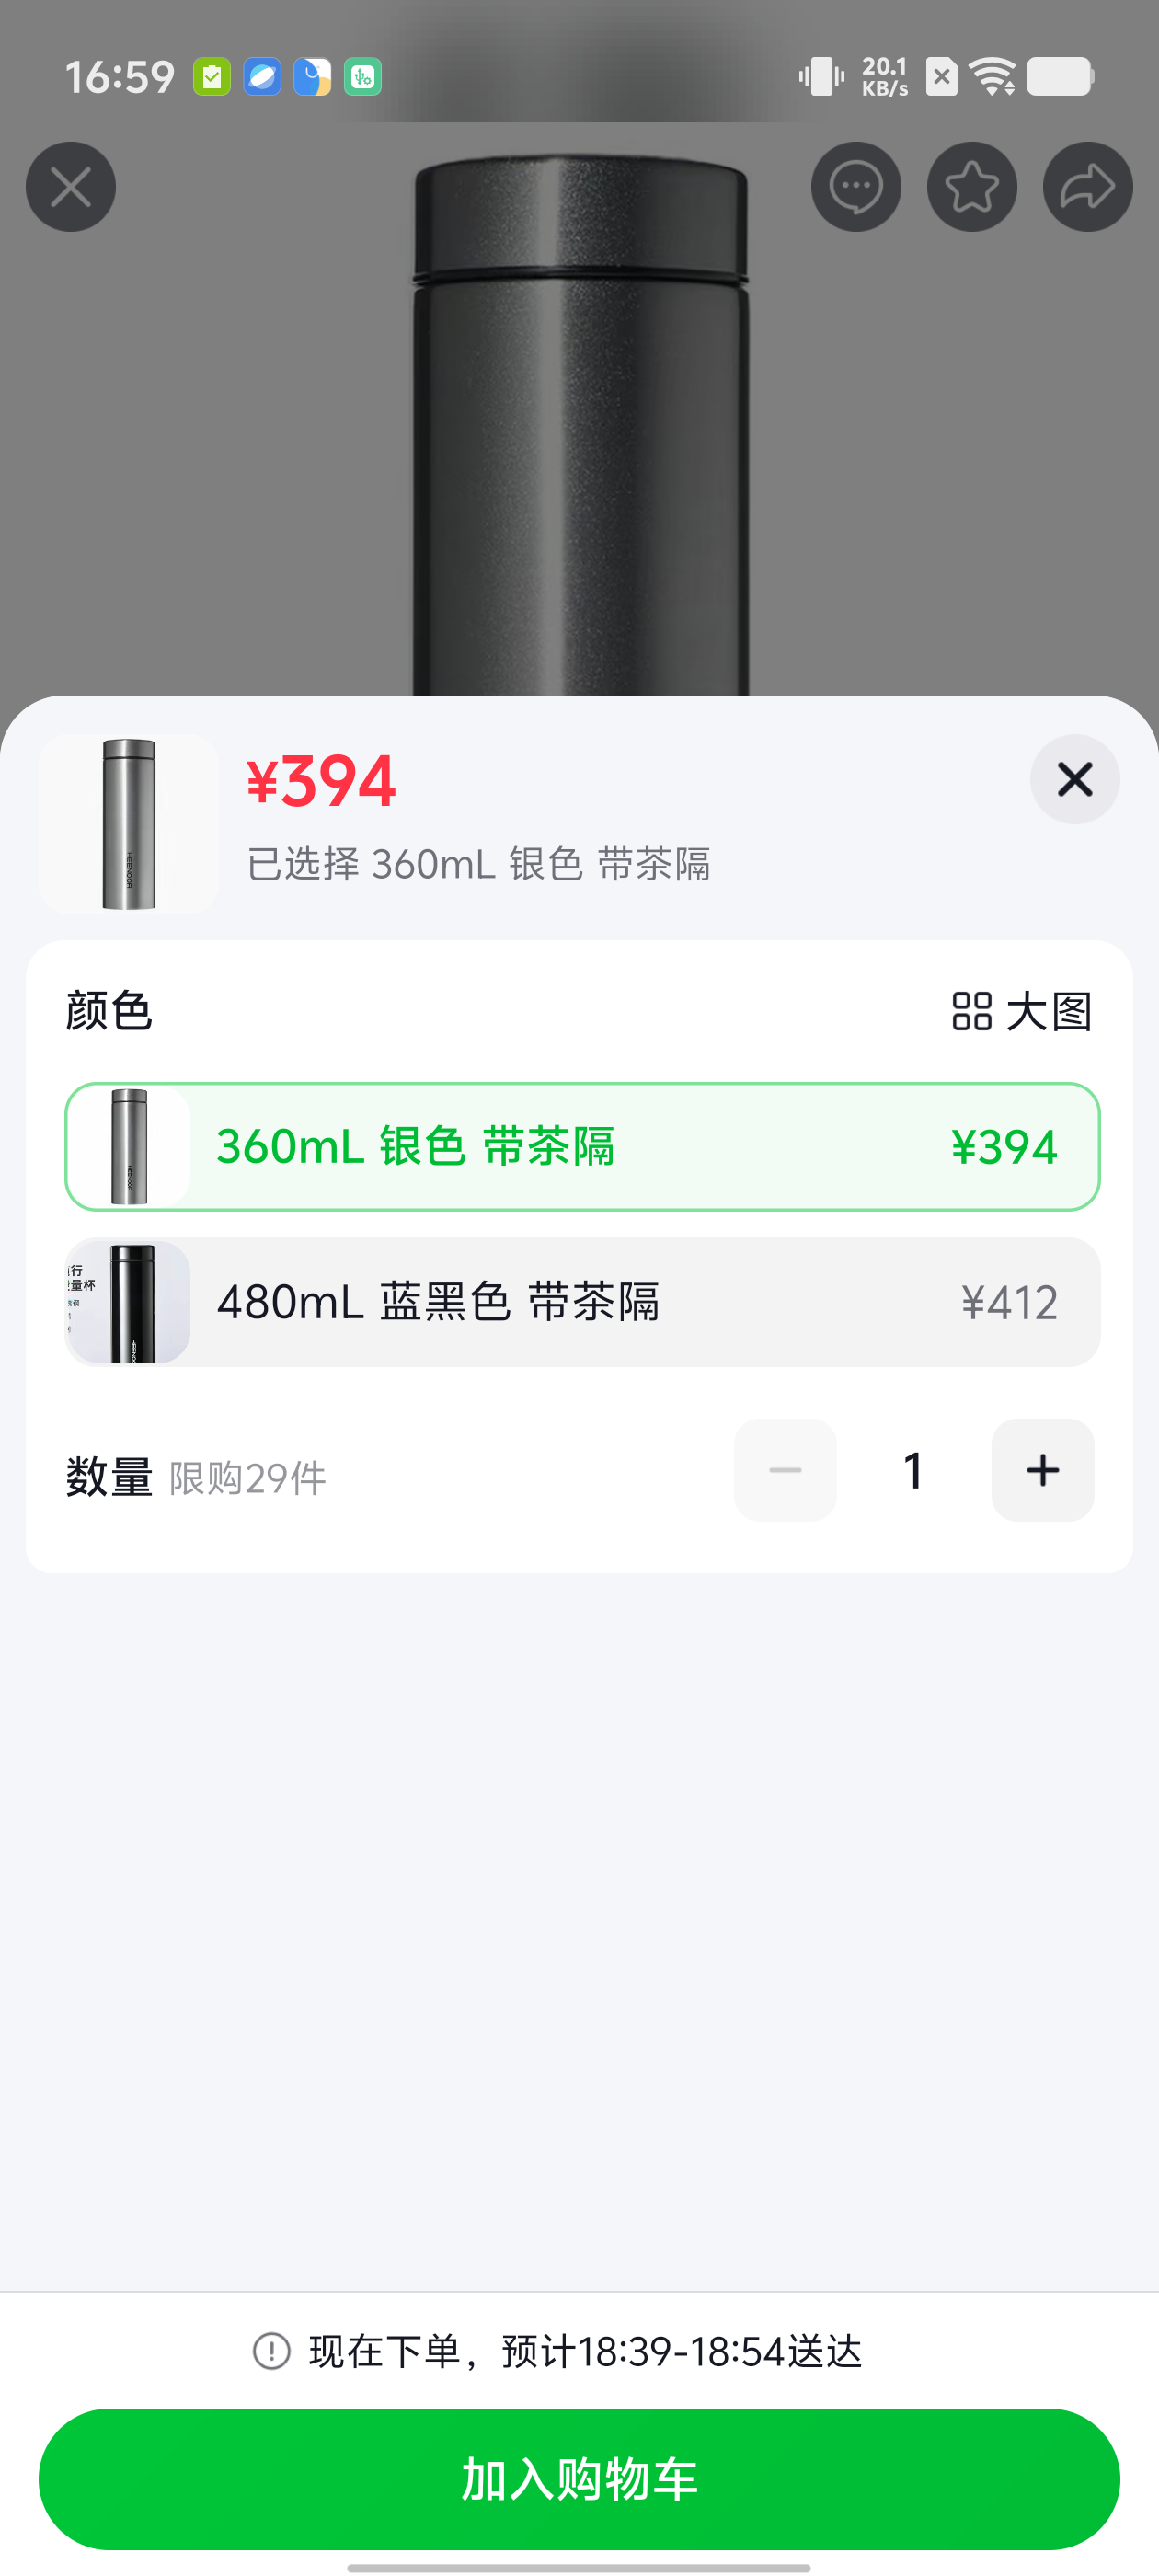 16:59
20.1
KB/s
¥394
已选择 360mL 银色 带茶隔
颜色
大图
360mL 银色 带茶隔
¥394
480mL 蓝黑色 带茶隔
¥412
数量 限购29件
1
现在下单，预计18:39-18:54送达
加入购物车